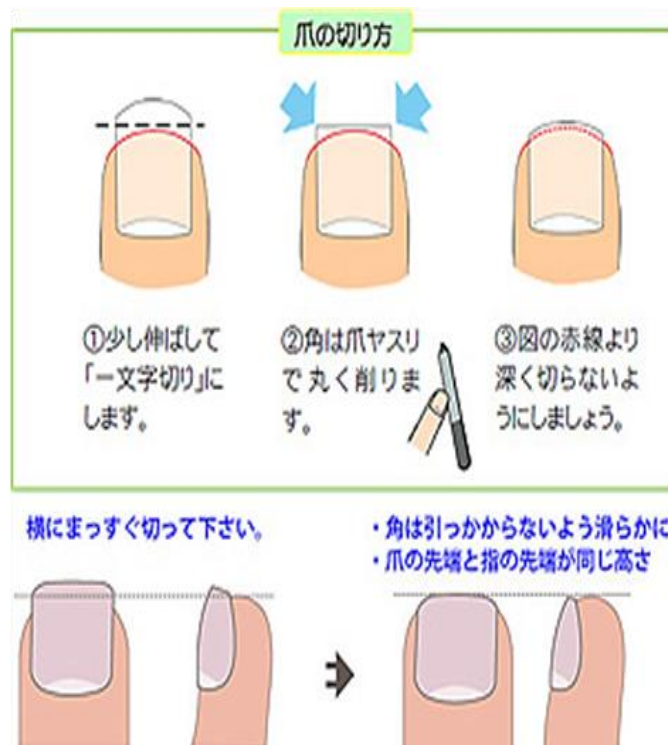 爪の切り方
①少し伸ばして
「一文字切り」に
します。
②角は爪ヤスリ
で丸く削りま
す。
③図の赤線より
深く切らないよ
うにしましょう。
横にまっすぐ切って下さい。
・角は引っかからないよう滑らかに
・爪の先端と指の先端が同じ高さ